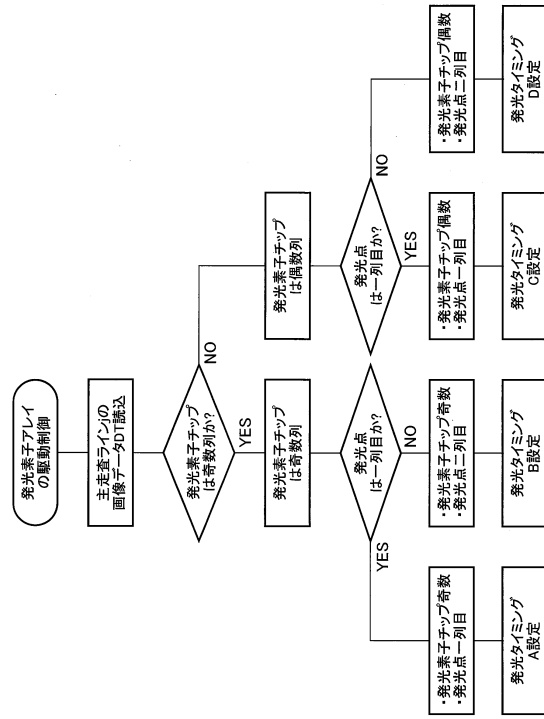 発光素子アレイ
の駆動制御
主走査ラインjの
画像データDT読込
発光素子チップ
は奇数列か?
NO
YES
発光素子チップ
は奇数列
発光素子チップ
は偶数列
発光点
は一列目か?
YES
NO
発光点
は一列目か?
NO
YES
・発光素子チップ奇数
・発光点一列目
・発光素子チップ奇数
・発光点二列目
・発光素子チップ偶数
・発光点一列目
・発光素子チップ偶数
・発光点二列目
発光タイミング
A設定
発光タイミング
B設定
発光タイミング
C設定
発光タイミング
D設定